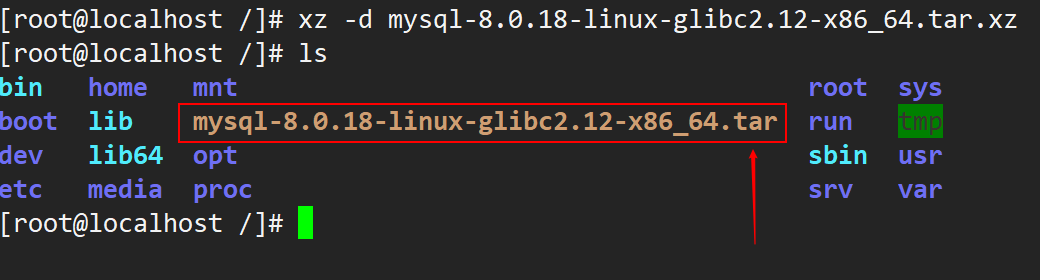 [root@localhost /]# xz -d mysql-8.0.18-linux-glibc2.12-x86_64.tar.xz
[root@localhost /]# ls
bin home mnt root sys
boot lib mysql-8.0.18-linux-glibc2.12-x86_64.tar run tmp
dev lib64 opt sbin usr
etc media proc srv var
[root@localhost /]#